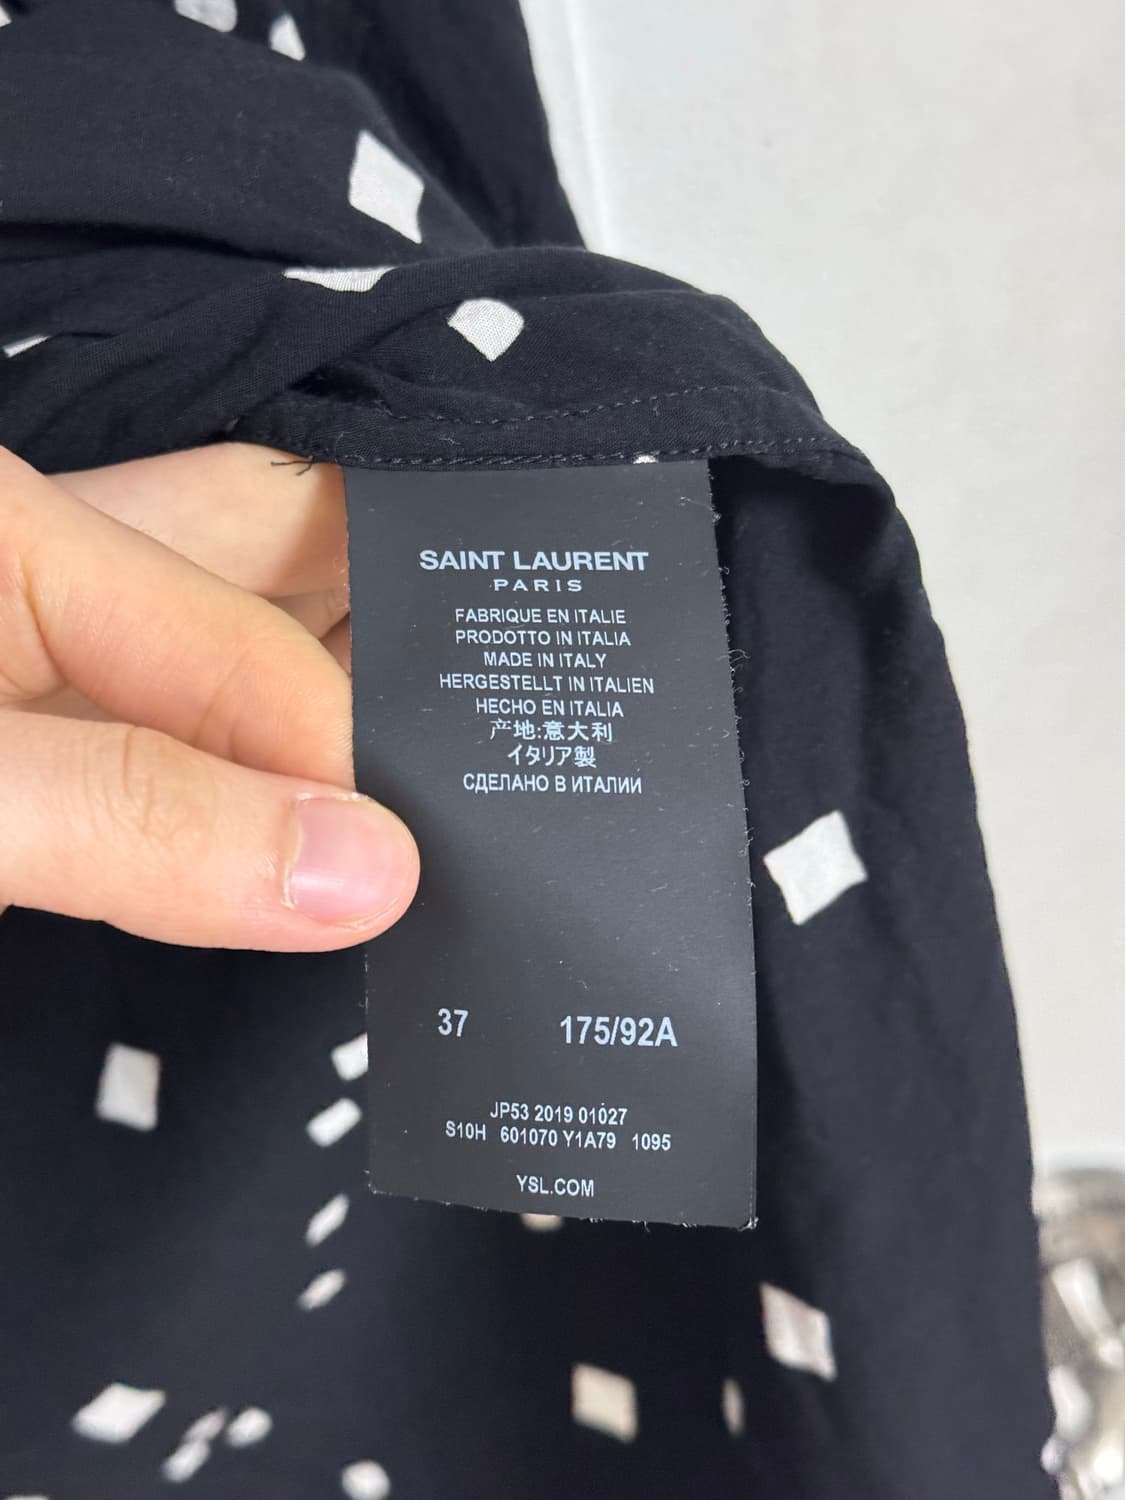 SAINT LAURENT
PARIS
FABRIQUE EN ITALIE
PRODOTTO IN ITALIA
MADE IN ITALY
HERGESTELLT IN ITALIEN
HECHO EN ITALIA
产地:意大利
イタリア製
СДЕЛАНО В ИТАЛИИ
37 175/92A
JP53 2019 01027
S10H 601070 Y1A79 1095
YSL.COM